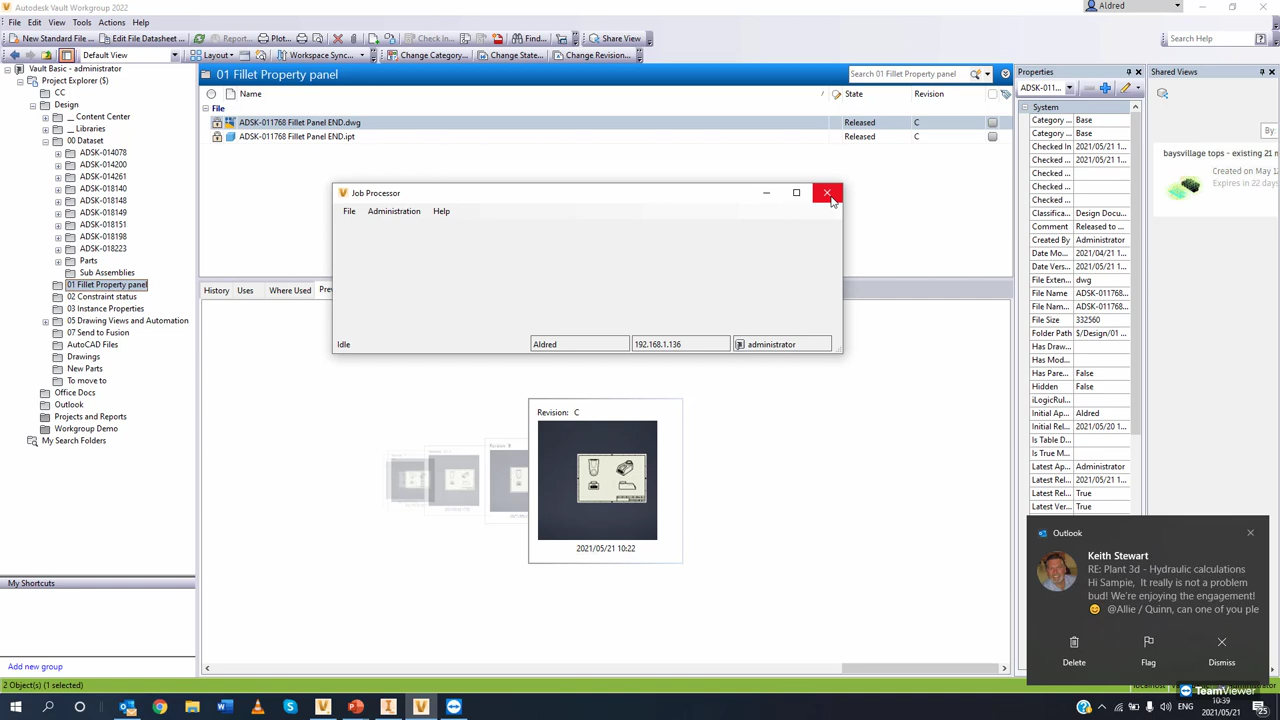 Autodesk Vault Workgroup 2022
Aldred
File Edit View Tools Actions Help
New Standard File... Edit File Datasheet... Report... Plot... Check In... Find... Share View
Default View Layout Workspace Sync... Change Category... Change State... Change Revision... Search Help
Vault Basic - administrator
Project Explorer ($)
CC
Design
__ Content Center
__ Libraries
00 Dataset
ADSK-014078
ADSK-014200
ADSK-014261
ADSK-018140
ADSK-018148
ADSK-018149
ADSK-018151
ADSK-018198
ADSK-018223
Parts
Sub Assemblies
01 Fillet Property panel
02 Constraint status
03 Instance Properties
05 Drawing Views and Automation
07 Send to Fusion
AutoCAD Files
Drawings
New Parts
To move to
Office Docs
Outlook
Projects and Reports
Workgroup Demo
My Search Folders
My Shortcuts
Add new group
2 Object(s) (1 selected)
01 Fillet Property panel
Search 01 Fillet Property panel
Name / State Revision
File
ADSK-011768 Fillet Panel END.dwg Released C
ADSK-011768 Fillet Panel END.ipt Released C
Job Processor
File Administration Help
Idle Aldred 192.168.1.136 administrator
History Uses Where Used
Revision: C
2021/05/21 10:22
Properties
ADSK-011...
System
Category ... Base
Category ... Base
Checked In 2021/05/21 1...
Checked ... 2021/05/21 1...
Checked ...
Checked ...
Checked ...
Classifica... Design Docu...
Comment Released to ...
Created By Administrator
Date Mo... 2021/04/21 ...
Date Vers... 2021/05/21 ...
File Exten... dwg
File Name ADSK-011768...
File Nam... ADSK-011768...
File Size 332560
Folder Path $/Design/01 ...
Has Draw...
Has Mod...
Has Pare... False
Hidden False
iLogicRul...
Initial Ap... Aldred
Initial Rel... 2021/05/20 1...
Is Table D...
Is True M...
Latest Ap... Administrator
Latest Rel... 2021/05/21 1...
Latest Rel... True
Latest Ver... True
Shared Views
By:
baysvillage tops - existing 21 m
Created on May 1
Expires in 22 days
Outlook
Keith Stewart
RE: Plant 3d - Hydraulic calculations
Hi Sampie, It really is not a problem
bud! We're enjoying the engagement!
😊 @Allie / Quinn, can one of you ple
Delete Flag Dismiss
TeamViewer
ENG
10:39
2021/05/21
25